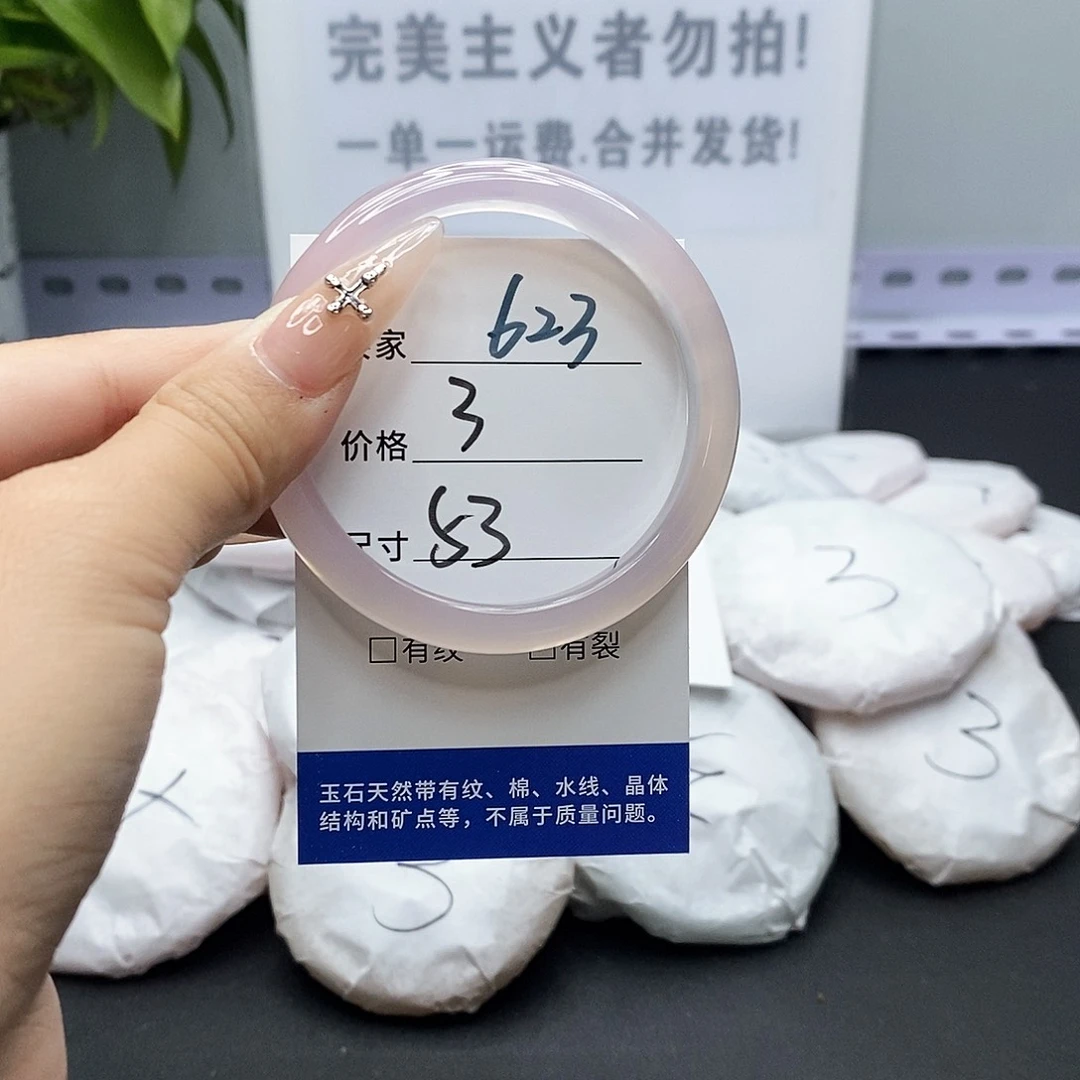 完美主义者勿拍!
一单一运费.合并发货!
家 623
价格 3
尺寸 53
□有纹 □有裂
玉石天然带有纹、棉、水线、晶体
结构和矿点等，不属于质量问题。
3
3
3